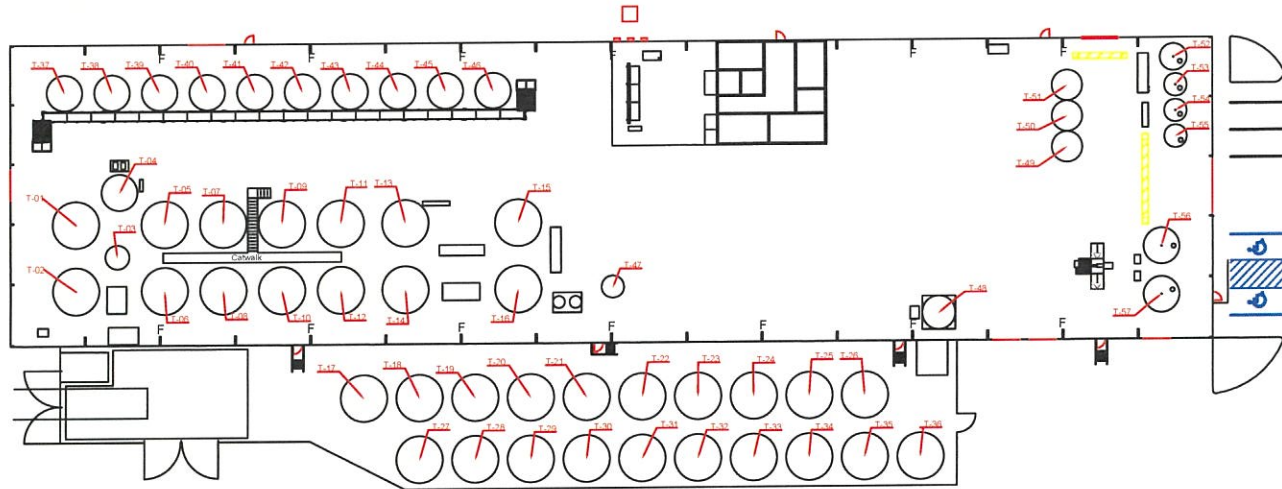 F F F F F F F
T-37 T-38 T-39 T-40 T-41 T-42 T-43 T-44 T-45 T-46
T-52
T-53
T-54
T-55
T-51
T-50
T-49
T-04
T-01 T-05 T-07 T-09 T-11 T-13 T-15
T-03
T-56
Catwalk
T-02
T-47
T-57
T-48
T-06 T-08 T-10 T-12 T-14 T-16
F F F F F F F
T-17 T-18 T-19 T-20 T-21 T-22 T-23 T-24 T-25 T-26
T-27 T-28 T-29 T-30 T-31 T-32 T-33 T-34 T-35 T-36